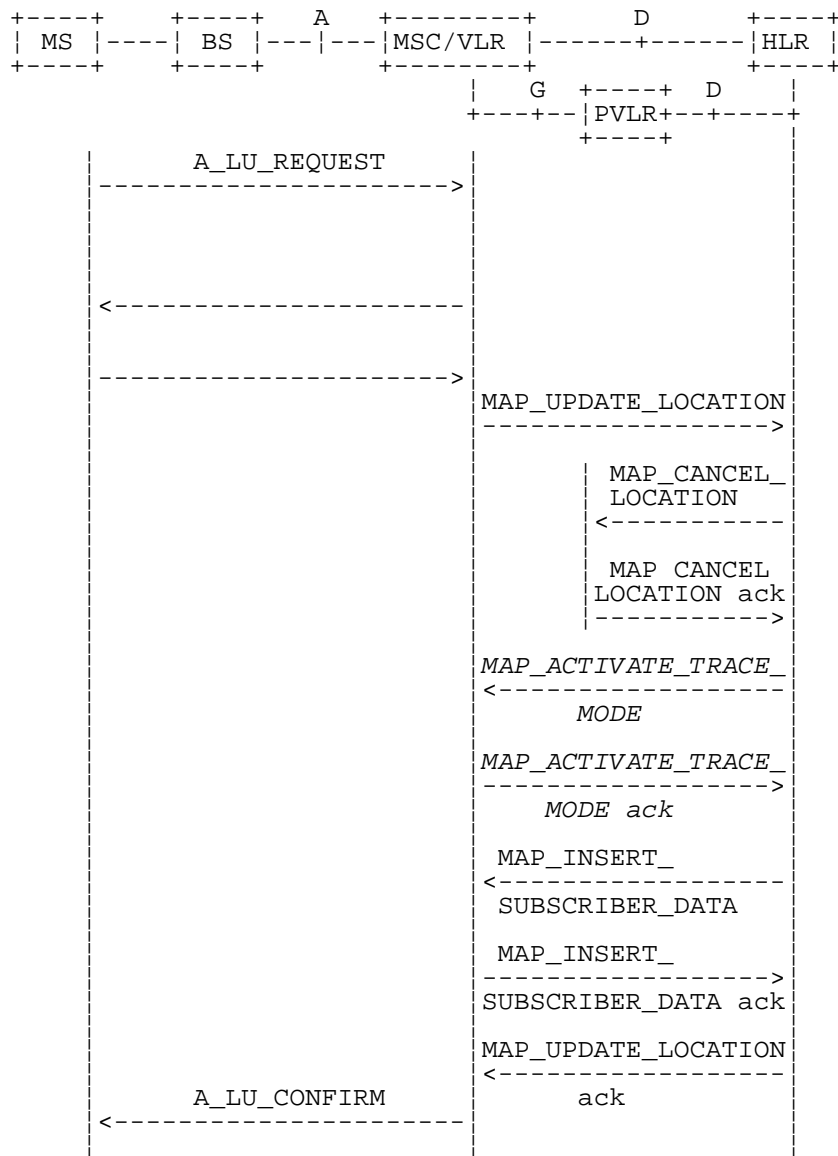 A D
MS BS MSC/VLR HLR
G D
PVLR
A_LU_REQUEST
MAP_UPDATE_LOCATION
MAP_CANCEL_
LOCATION
MAP CANCEL
LOCATION ack
MAP_ACTIVATE_TRACE_
MODE
MAP_ACTIVATE_TRACE_
MODE ack
MAP_INSERT_
SUBSCRIBER_DATA
MAP_INSERT_
SUBSCRIBER_DATA ack
MAP_UPDATE_LOCATION
A_LU_CONFIRM ack